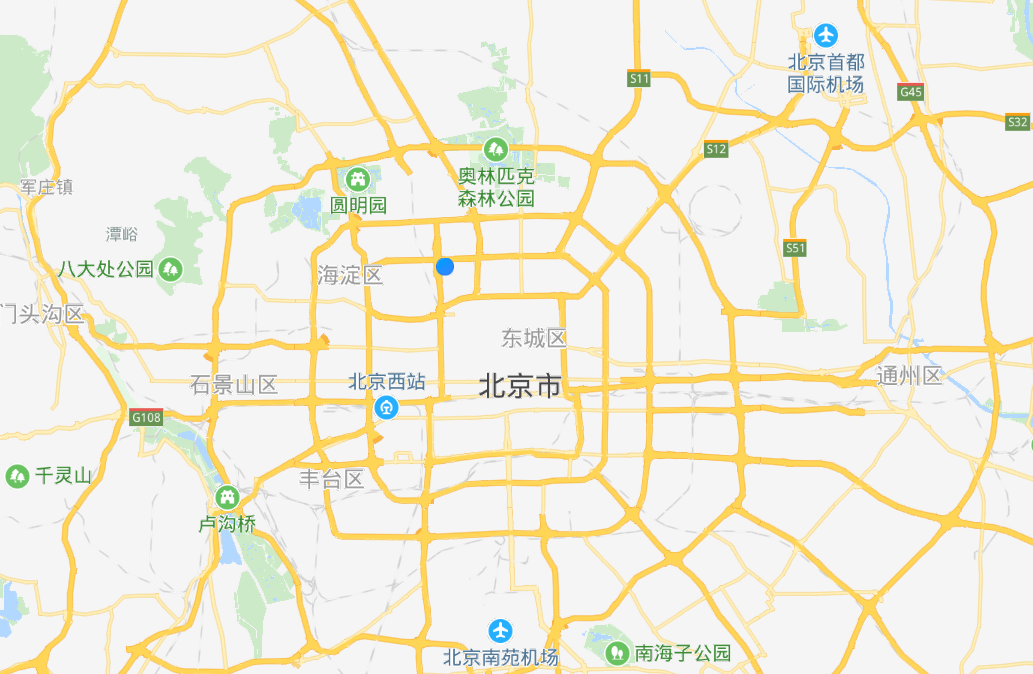 北京首都
国际机场
S11
G45
S32
S12
奥林匹克
森林公园
圆明园
军庄镇
潭峪
S51
八大处公园
海淀区
门头沟区
东城区
石景山区
北京西站
北京市
通州区
G108
千灵山
丰台区
卢沟桥
北京南苑机场
南海子公园